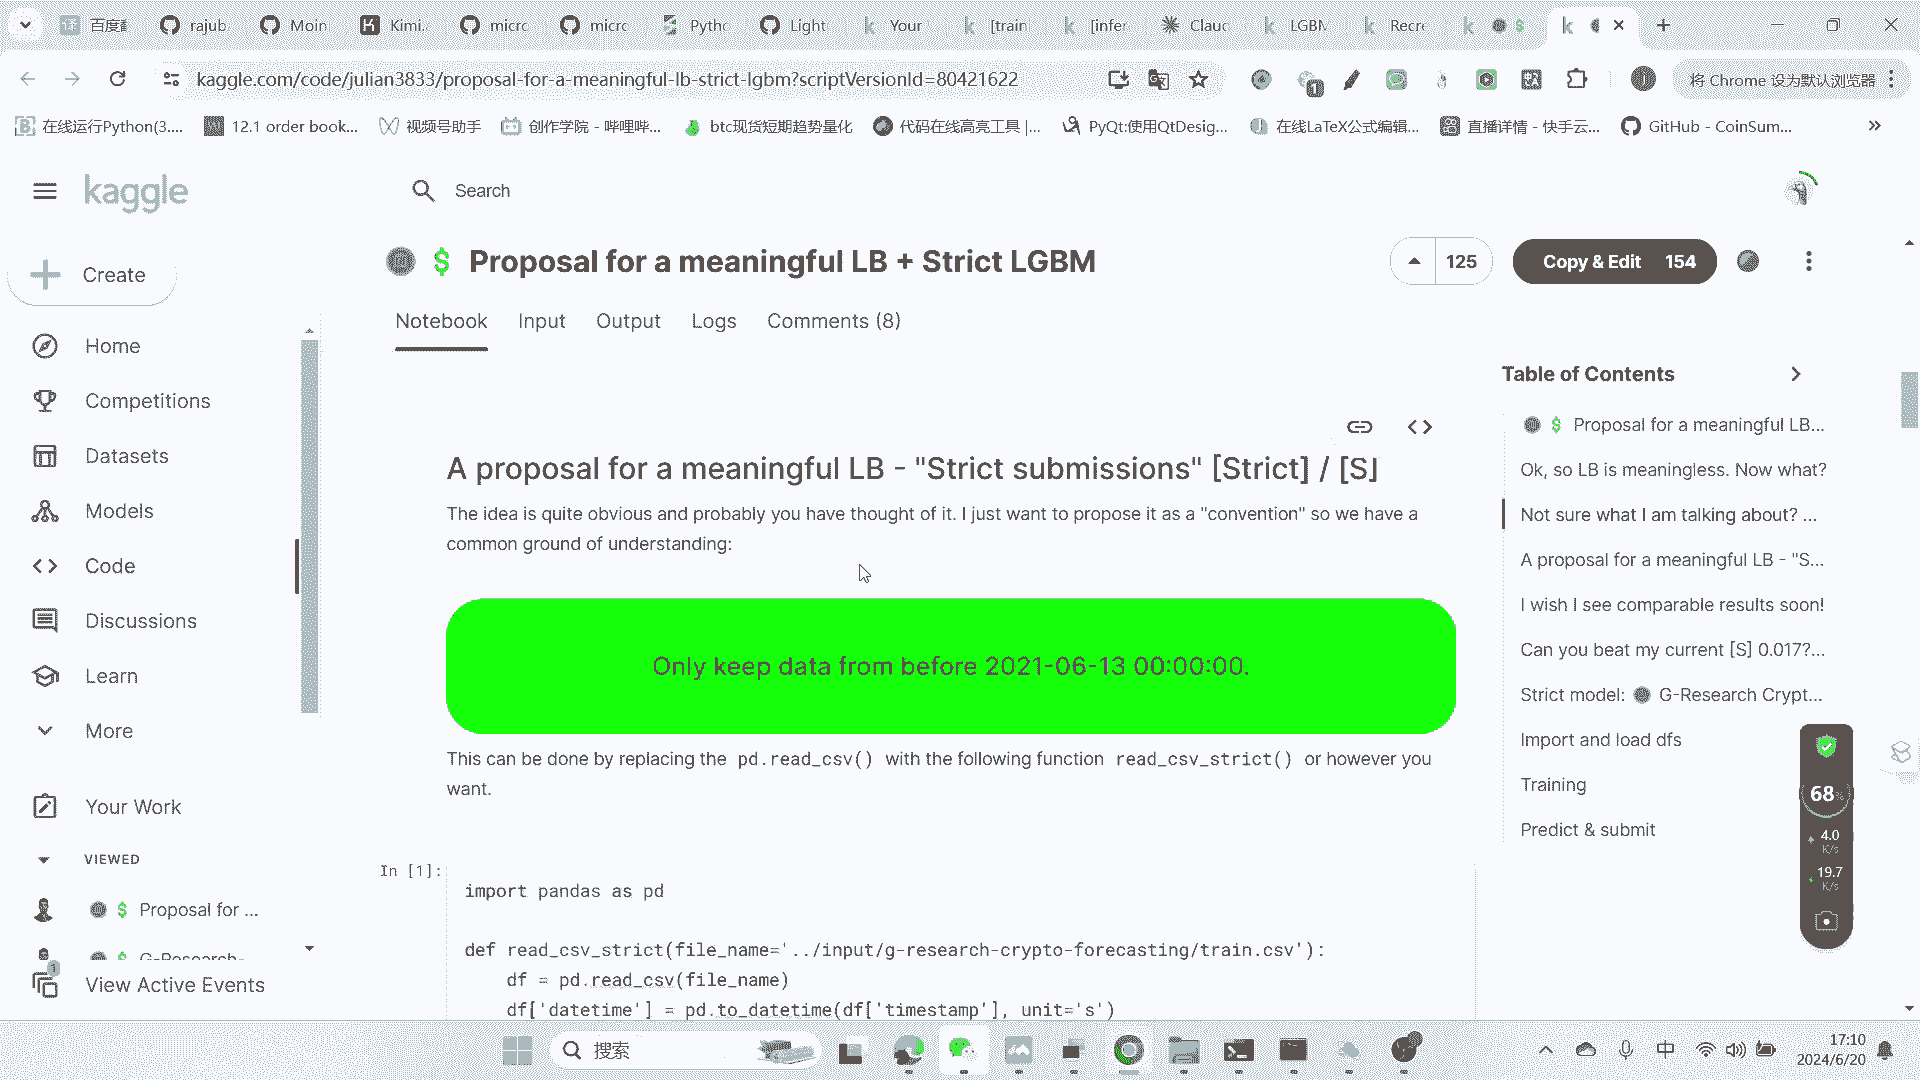 百度翻
rajub
Moin
Kimi.
micro
micro
Pytho
Light
Your
[train
[infer
Claud
LGBM
Recre
$
kaggle.com/code/julian3833/proposal-for-a-meaningful-lb-strict-lgbm?scriptVersionId=80421622
1
将 Chrome 设为默认浏览器
在线运行Python(3....
12.1 order book...
视频号助手
创作学院 - 哔哩哔...
btc现货短期趋势量化
代码在线高亮工具 |...
PyQt:使用QtDesig...
在线LaTeX公式编辑...
直播详情 - 快手云...
GitHub - CoinSum...
kaggle
Search
Create
Home
Competitions
Datasets
Models
Code
Discussions
Learn
More
Your Work
VIEWED
$ Proposal for ...
$ G-Research-
1
View Active Events
$ Proposal for a meaningful LB + Strict LGBM
125
Copy & Edit 154
Notebook
Input
Output
Logs
Comments (8)
A proposal for a meaningful LB - "Strict submissions" [Strict] / [S]
The idea is quite obvious and probably you have thought of it. I just want to propose it as a "convention" so we have a
common ground of understanding:
Only keep data from before 2021-06-13 00:00:00.
This can be done by replacing the pd.read_csv() with the following function read_csv_strict() or however you
want.
In [1]:
import pandas as pd
def read_csv_strict(file_name='../input/g-research-crypto-forecasting/train.csv'):
df = pd.read_csv(file_name)
df['datetime'] = pd.to_datetime(df['timestamp'], unit='s')
Table of Contents
$ Proposal for a meaningful LB...
Ok, so LB is meaningless. Now what?
Not sure what I am talking about? ...
A proposal for a meaningful LB - "S...
I wish I see comparable results soon!
Can you beat my current [S] 0.017?...
Strict model: G-Research Crypt...
Import and load dfs
Training
Predict & submit
68%
4.0
K/s
19.7
K/s
搜索
中
17:10
2024/6/20